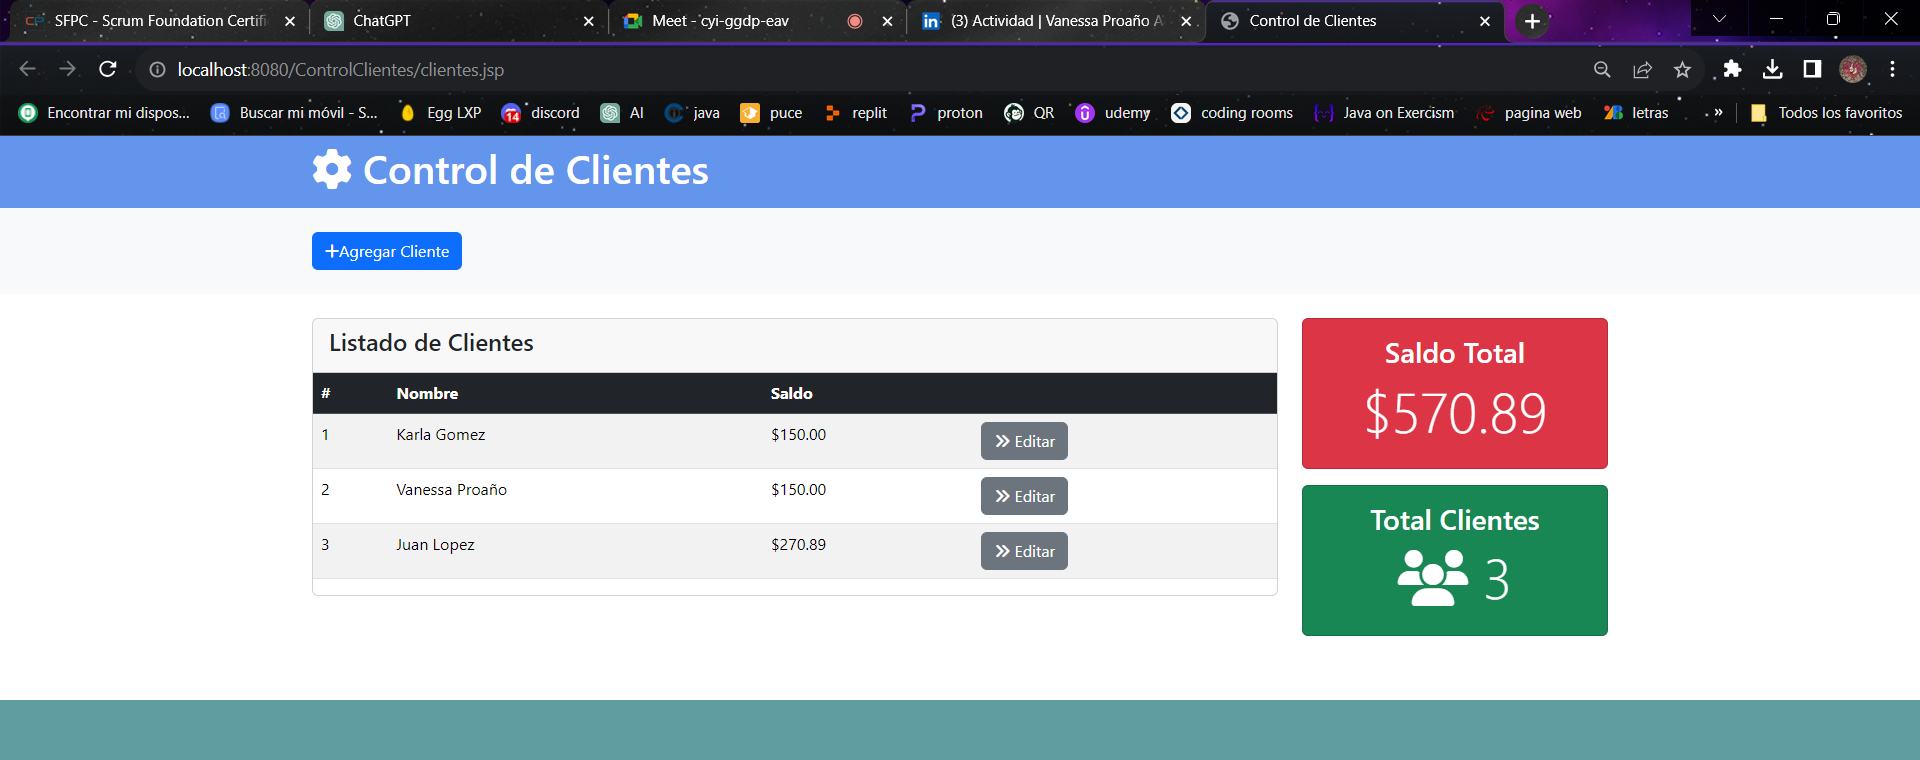 SFPC - Scrum Foundation Certifi
ChatGPT
Meet - cyi-ggdp-eav
(3) Actividad | Vanessa Proaño A
Control de Clientes
localhost:8080/ControlClientes/clientes.jsp
Encontrar mi dispos...
Buscar mi móvil - S...
Egg LXP
14
discord
AI
java
puce
replit
proton
QR
udemy
coding rooms
Java on Exercism
pagina web
letras
»
Todos los favoritos
Control de Clientes
+Agregar Cliente
Listado de Clientes
# Nombre Saldo
1 Karla Gomez $150.00 Editar
2 Vanessa Proaño $150.00 Editar
3 Juan Lopez $270.89 Editar
Saldo Total
$570.89
Total Clientes
3